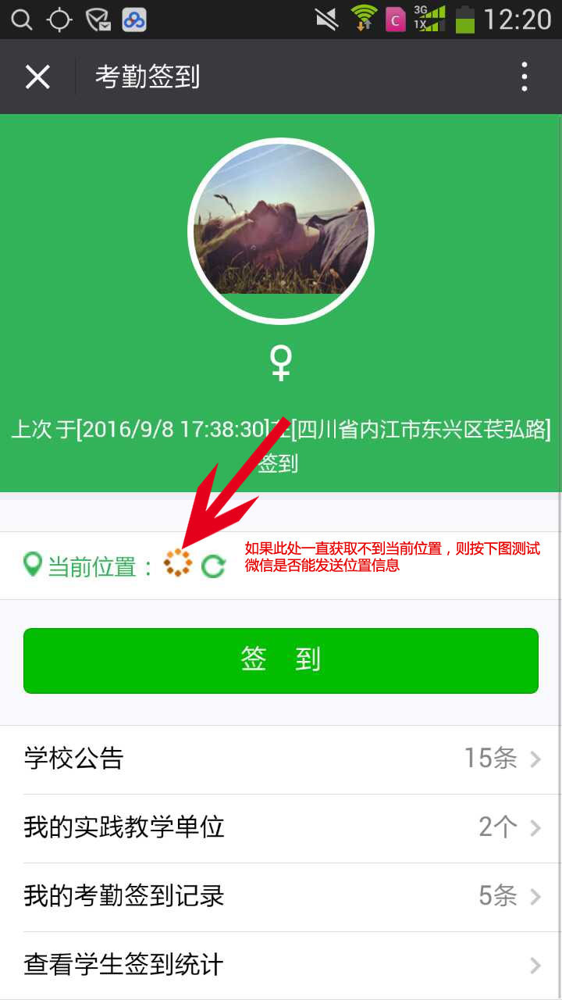 3G
1X
C
12:20
考勤签到
上次于[2016/9/8 17:38:30]在[四川省内江市东兴区苌弘路]
签到
当前位置：
如果此处一直获取不到当前位置，则按下图测试
微信是否能发送位置信息
签 到
学校公告 15条
我的实践教学单位 2个
我的考勤签到记录 5条
查看学生签到统计